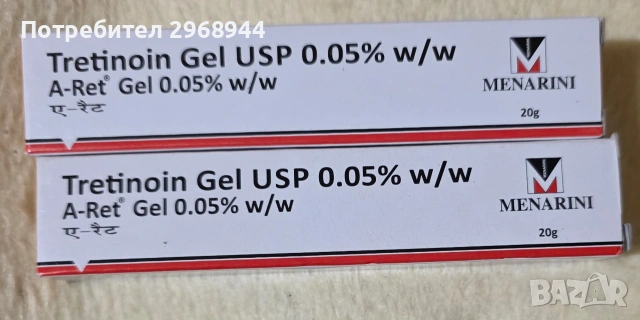 Потребител 2968944
Tretinoin Gel USP 0.05% w/w
A-Ret® Gel 0.05% w/w
ए-रैट
MENARINI
20g
Tretinoin Gel USP 0.05% w/w
A-Ret® Gel 0.05% w/w
ए-रैट
MENARINI
20g
BAZAR